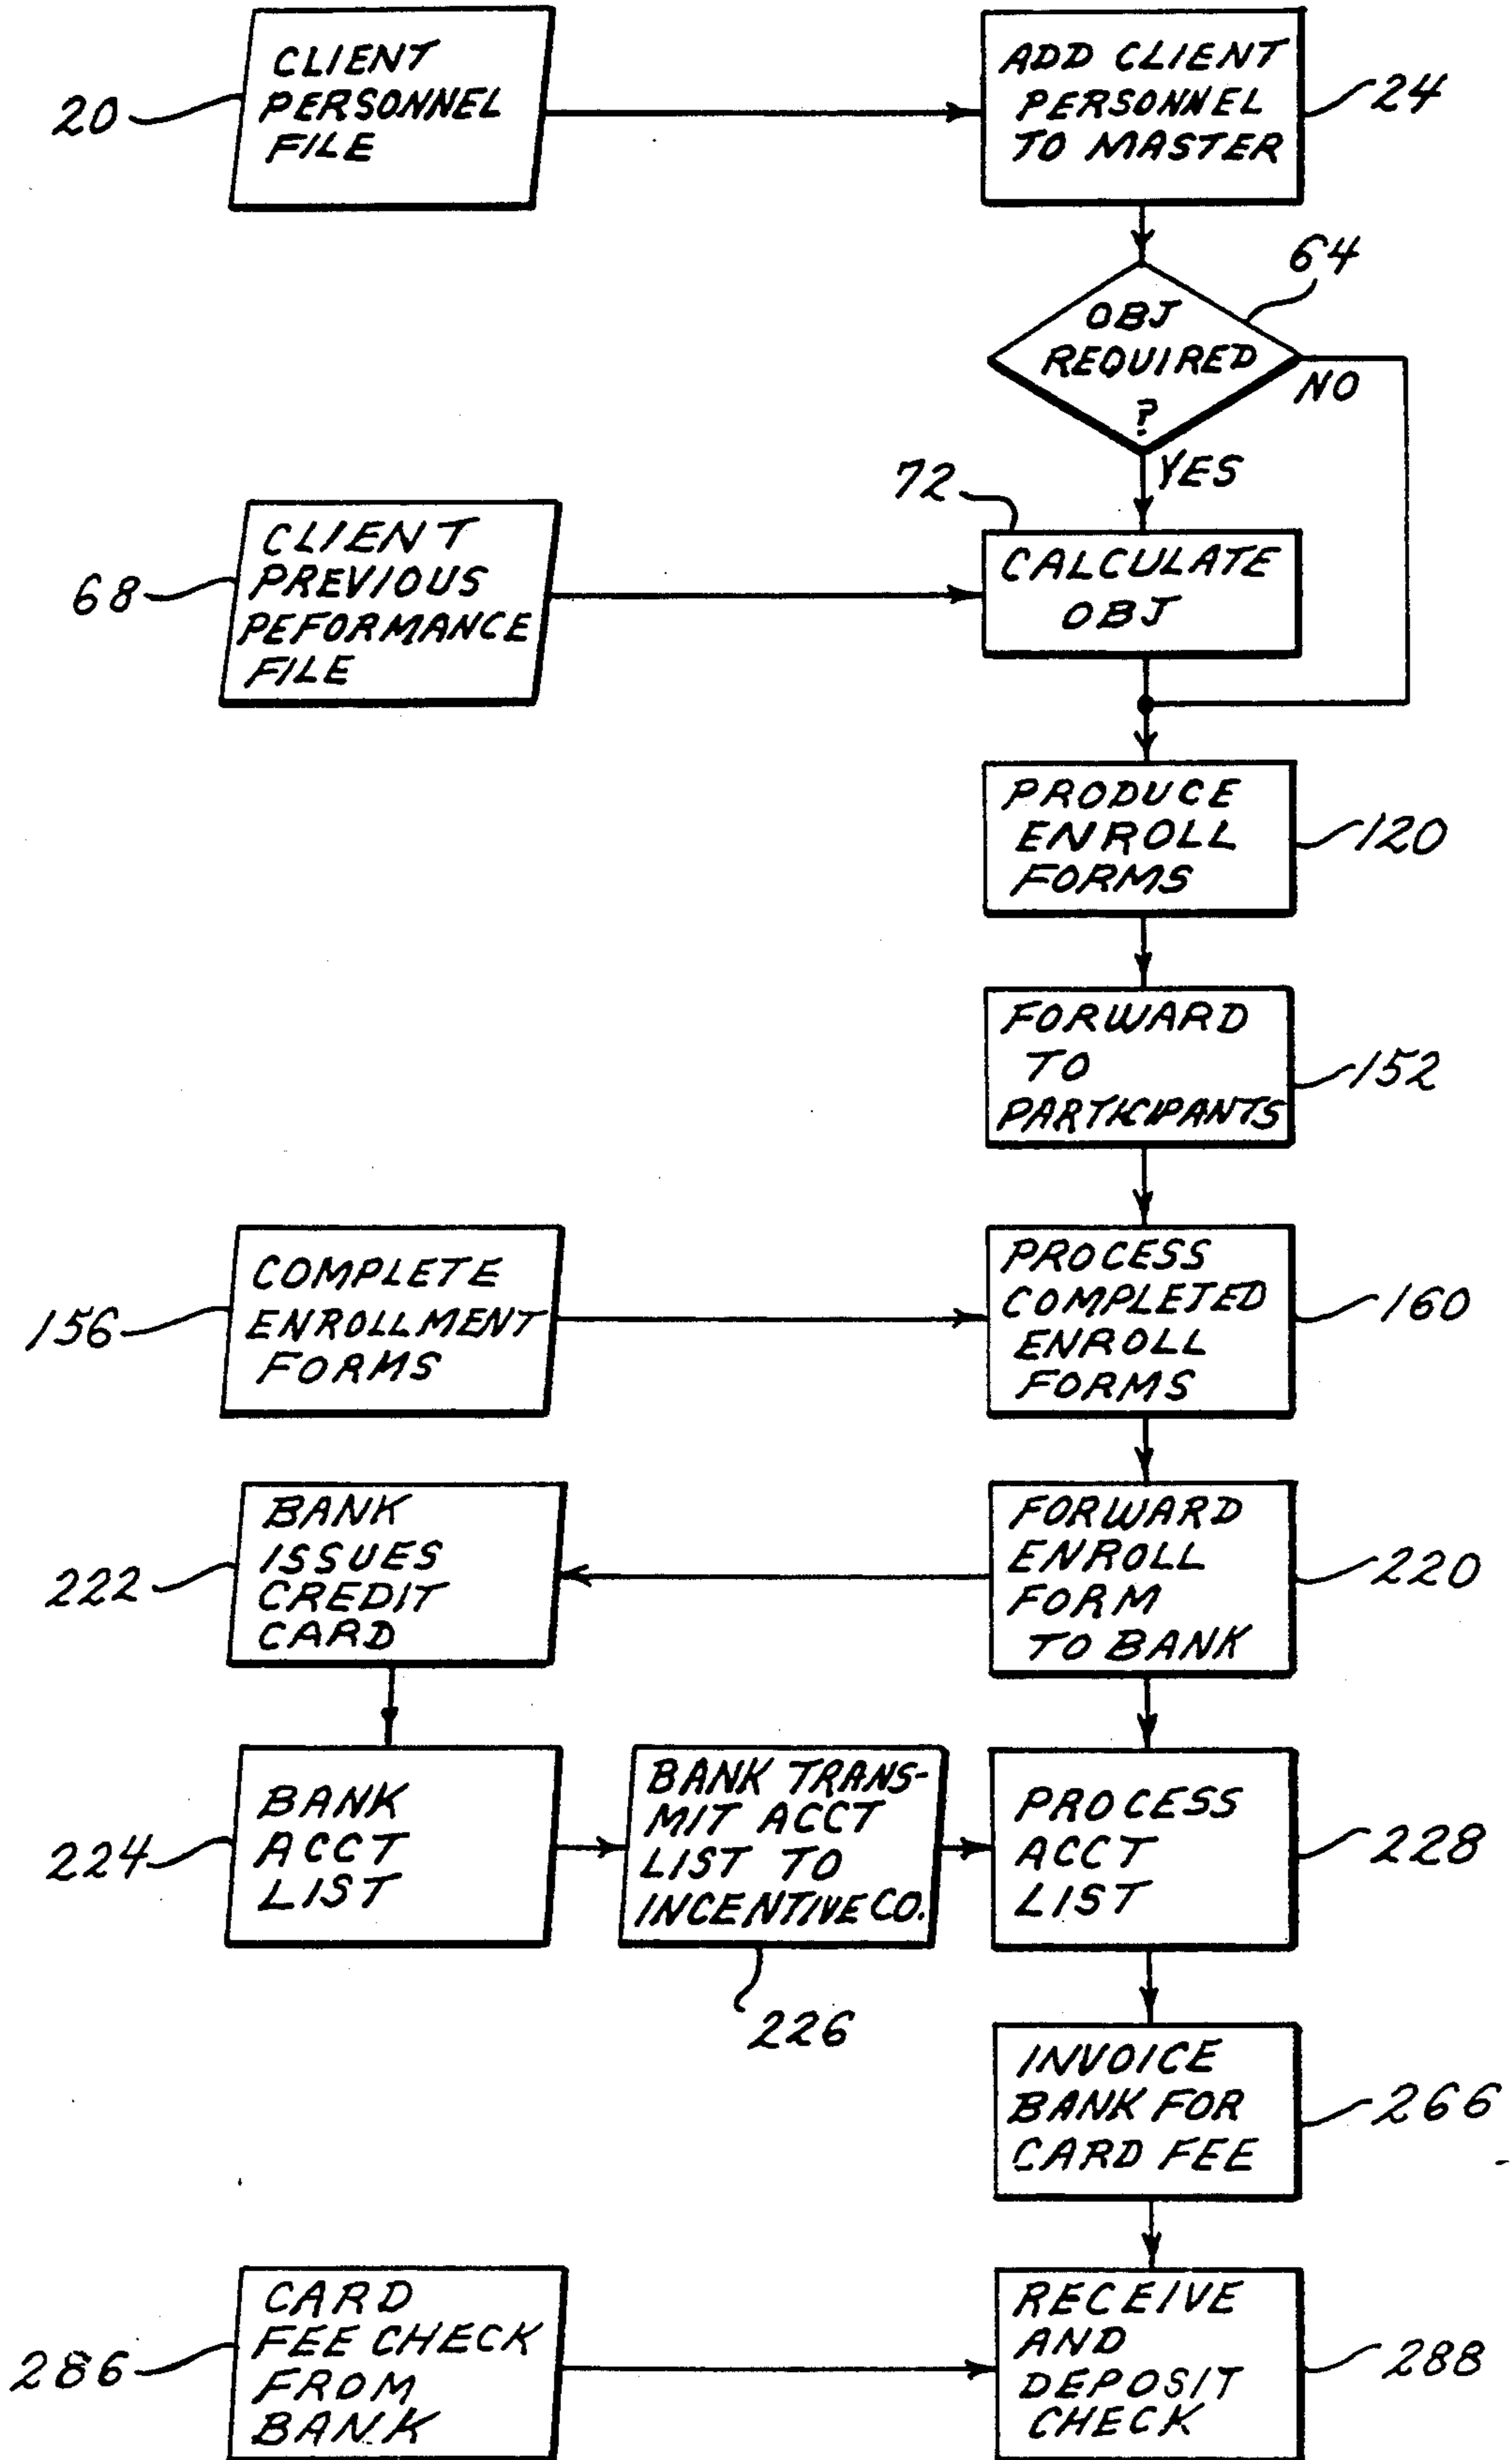 CLIENT
PERSONNEL
FILE
20
ADD CLIENT
PERSONNEL
TO MASTER
24
OBJ
REQUIRED
?
64
NO
YES
72
CLIENT
PREVIOUS
PEFORMANCE
FILE
68
CALCULATE
OBJ
PRODUCE
ENROLL
FORMS
120
FORWARD
TO
PARTICIPANTS
152
COMPLETE
ENROLLMENT
FORMS
156
PROCESS
COMPLETED
ENROLL
FORMS
160
BANK
ISSUES
CREDIT
CARD
222
FORWARD
ENROLL
FORM
TO BANK
220
BANK
ACCT
LIST
224
BANK TRANS-
MIT ACCT
LIST TO
INCENTIVE CO.
226
PROCESS
ACCT
LIST
228
INVOICE
BANK FOR
CARD FEE
266
CARD
FEE CHECK
FROM
BANK
286
RECEIVE
AND
DEPOSIT
CHECK
288